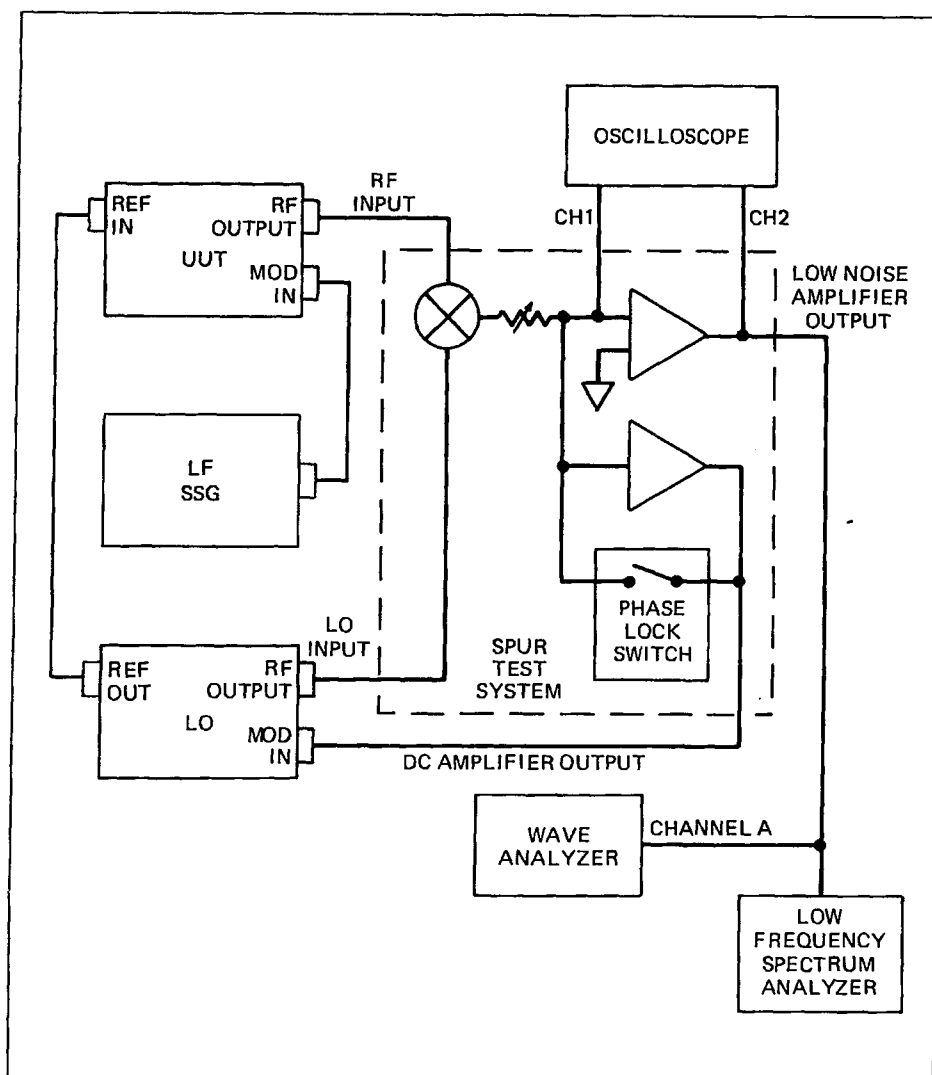 OSCILLOSCOPE
CH1
CH2
RF
INPUT
REF
IN
RF
OUTPUT
UUT
MOD
IN
LOW NOISE
AMPLIFIER
OUTPUT
LF
SSG
PHASE
LOCK
SWITCH
SPUR
TEST
SYSTEM
LO
INPUT
REF
OUT
RF
OUTPUT
LO
MOD
IN
DC AMPLIFIER OUTPUT
WAVE
ANALYZER
CHANNEL A
LOW
FREQUENCY
SPECTRUM
ANALYZER